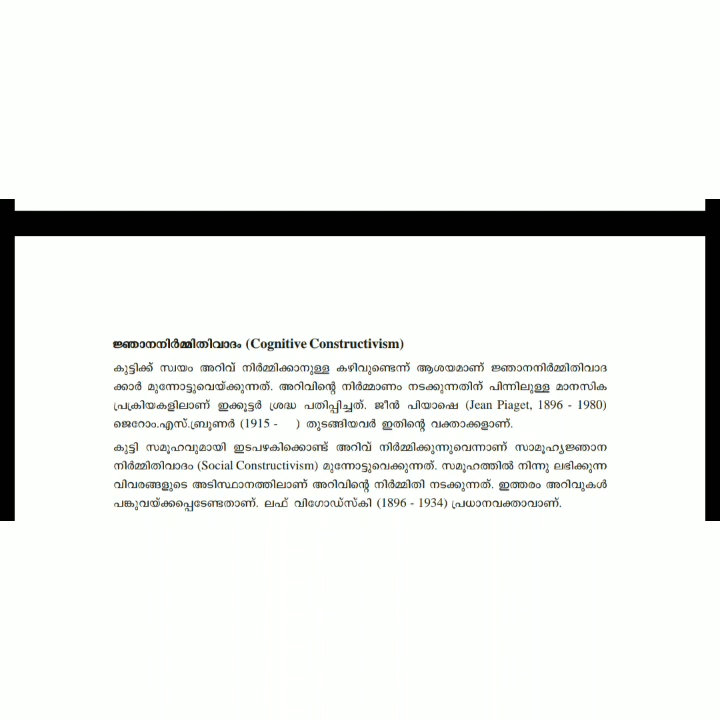 ജ്ഞാനനിർമ്മിതിവാദം (Cognitive Constructivism)
കുട്ടിക്ക് സ്വയം അറിവ് നിർമ്മിക്കാനുള്ള കഴിവുണ്ടെന്ന് ആശയമാണ് ജ്ഞാനനിർമ്മിതിവാദ
ക്കാർ മുന്നോട്ടുവെയ്ക്കുന്നത്. അറിവിന്റെ നിർമ്മാണം നടക്കുന്നതിന് പിന്നിലുള്ള മാനസിക
പ്രക്രിയകളിലാണ് ഇക്കൂട്ടർ ശ്രദ്ധ പതിപ്പിച്ചത്. ജീൻ പിയാഷെ (Jean Piaget, 1896 - 1980)
ജെറോം.എസ്.ബ്രൂണർ (1915 - ) തുടങ്ങിയവർ ഇതിന്റെ വക്താക്കളാണ്.
കുട്ടി സമൂഹവുമായി ഇടപഴകിക്കൊണ്ട് അറിവ് നിർമ്മിക്കുന്നുവെന്നാണ് സാമൂഹ്യജ്ഞാന
നിർമ്മിതിവാദം (Social Constructivism) മുന്നോട്ടുവെക്കുന്നത്. സമൂഹത്തിൽ നിന്നു ലഭിക്കുന്ന
വിവരങ്ങളുടെ അടിസ്ഥാനത്തിലാണ് അറിവിന്റെ നിർമ്മിതി നടക്കുന്നത്. ഇത്തരം അറിവുകൾ
പങ്കുവയ്ക്കപ്പെടേണ്ടതാണ്. ലഫ് വിഗോഡ്സ്കി (1896 - 1934) പ്രധാനവക്താവാണ്.